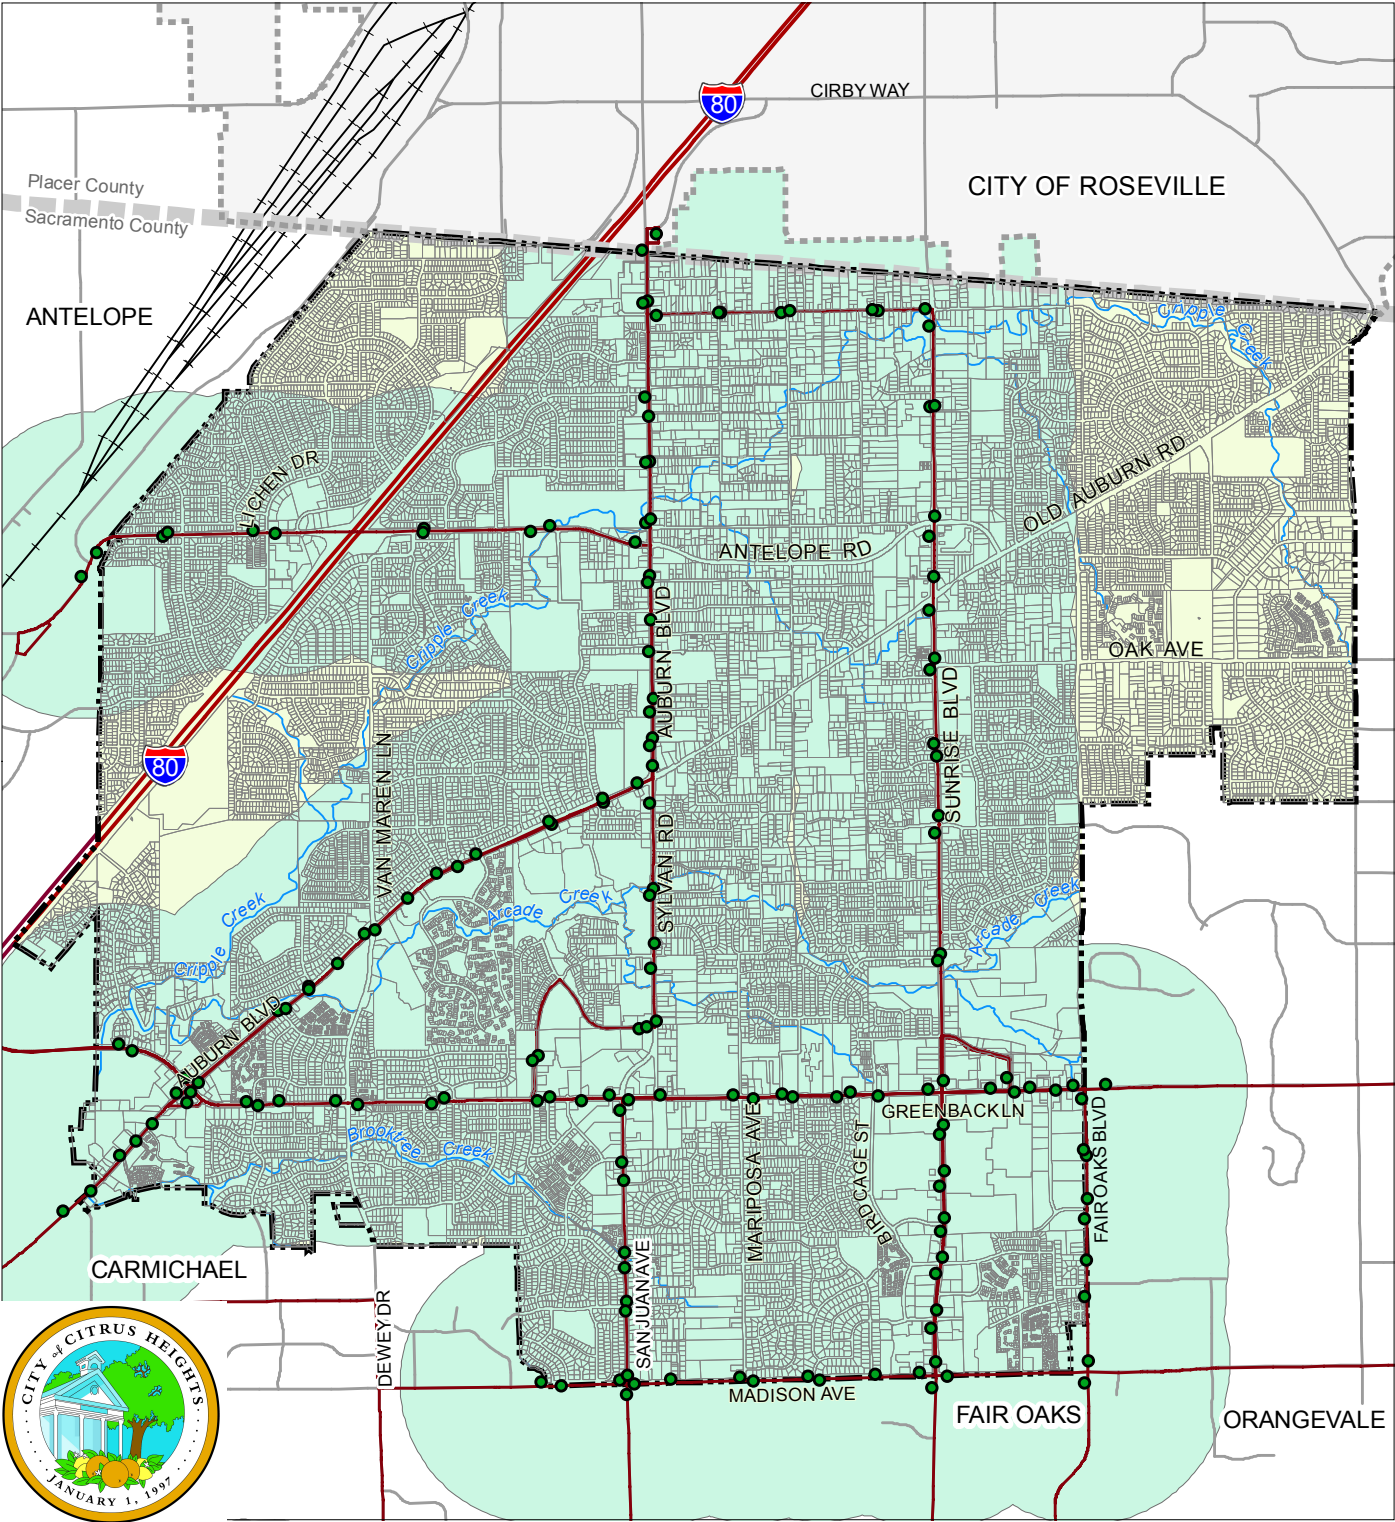 CIRBY WAY
80
Placer County
CITY OF ROSEVILLE
Sacramento County
ANTELOPE
Cripple Creek
LICHEN DR
OLD AUBURN RD
ANTELOPE RD
Cripple Creek
AUBURN BLVD
OAK AVE
SUNRISE BLVD
80
VAN MAREN LN
SYLVAN RD
Cripple Creek
Arcade Creek
Arcade Creek
AUBURN BLVD
GREENBACK LN
Brooktree Creek
MARIPOSA AVE
BIRDCAGE ST
FAIR OAKS BLVD
CARMICHAEL
SAN JUAN AVE
DEWEY DR
MADISON AVE
FAIR OAKS
ORANGEVALE
CITY of CITRUS HEIGHTS
JANUARY 1, 1997